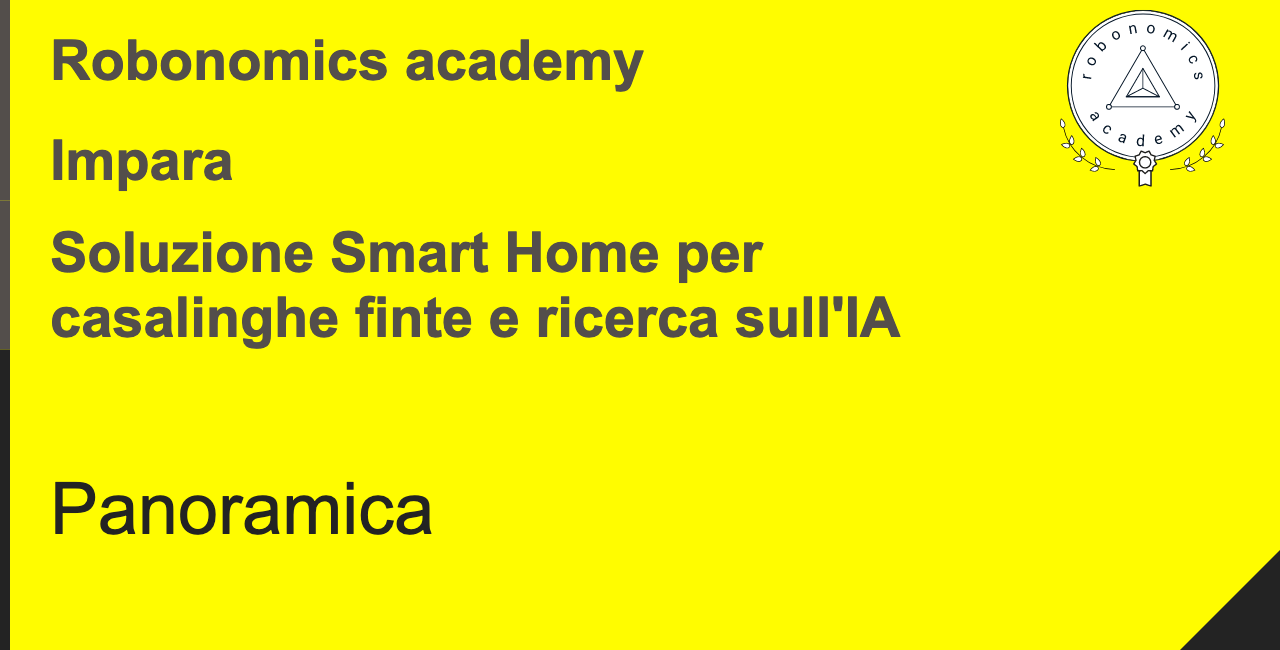 Robonomics academy
robonomics
academy
Impara
Soluzione Smart Home per
casalinghe finte e ricerca sull'IA
Panoramica